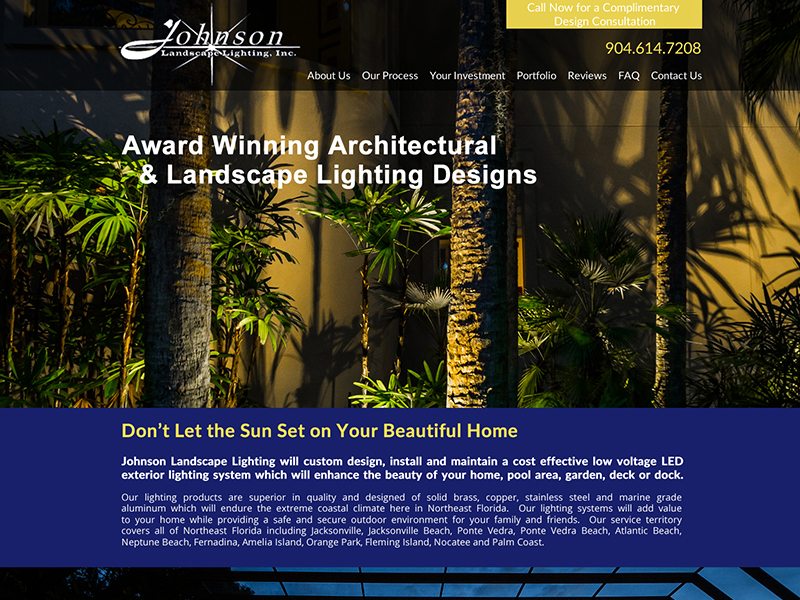 Johnson
Landscape Lighting, Inc.
Call Now for a Complimentary
Design Consultation
904.614.7208
About Us Our Process Your Investment Portfolio Reviews FAQ Contact Us
Award Winning Architectural
& Landscape Lighting Designs
Don't Let the Sun Set on Your Beautiful Home
Johnson Landscape Lighting will custom design, install and maintain a cost effective low voltage LED
exterior lighting system which will enhance the beauty of your home, pool area, garden, deck or dock.
Our lighting products are superior in quality and designed of solid brass, copper, stainless steel and marine grade
aluminum which will endure the extreme coastal climate here in Northeast Florida. Our lighting systems will add value
to your home while providing a safe and secure outdoor environment for your family and friends. Our service territory
covers all of Northeast Florida including Jacksonville, Jacksonville Beach, Ponte Vedra, Ponte Vedra Beach, Atlantic Beach,
Neptune Beach, Fernadina, Amelia Island, Orange Park, Fleming Island, Nocatee and Palm Coast.